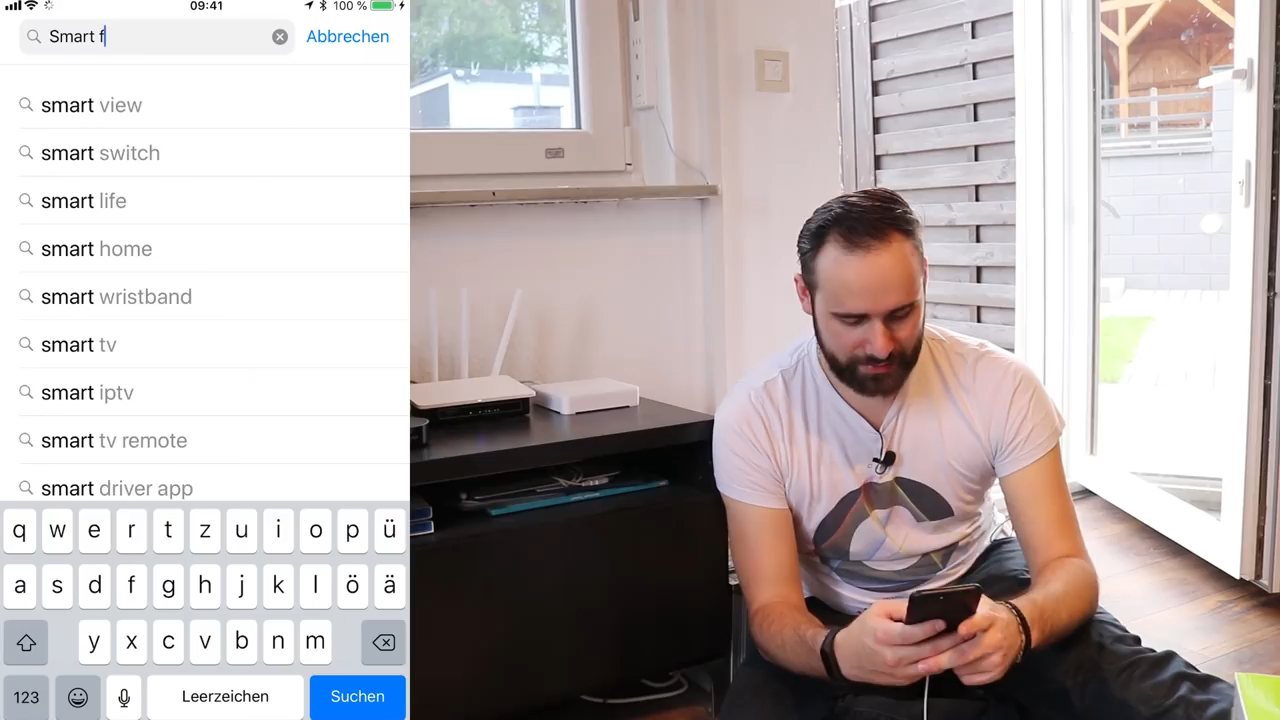 09:41
100 %
Smart f
Abbrechen
smart view
smart switch
smart life
smart home
smart wristband
smart tv
smart iptv
smart tv remote
smart driver app
q w e r t z u i o p ü
a s d f g h j k l ö ä
y x c v b n m
123
Leerzeichen
Suchen